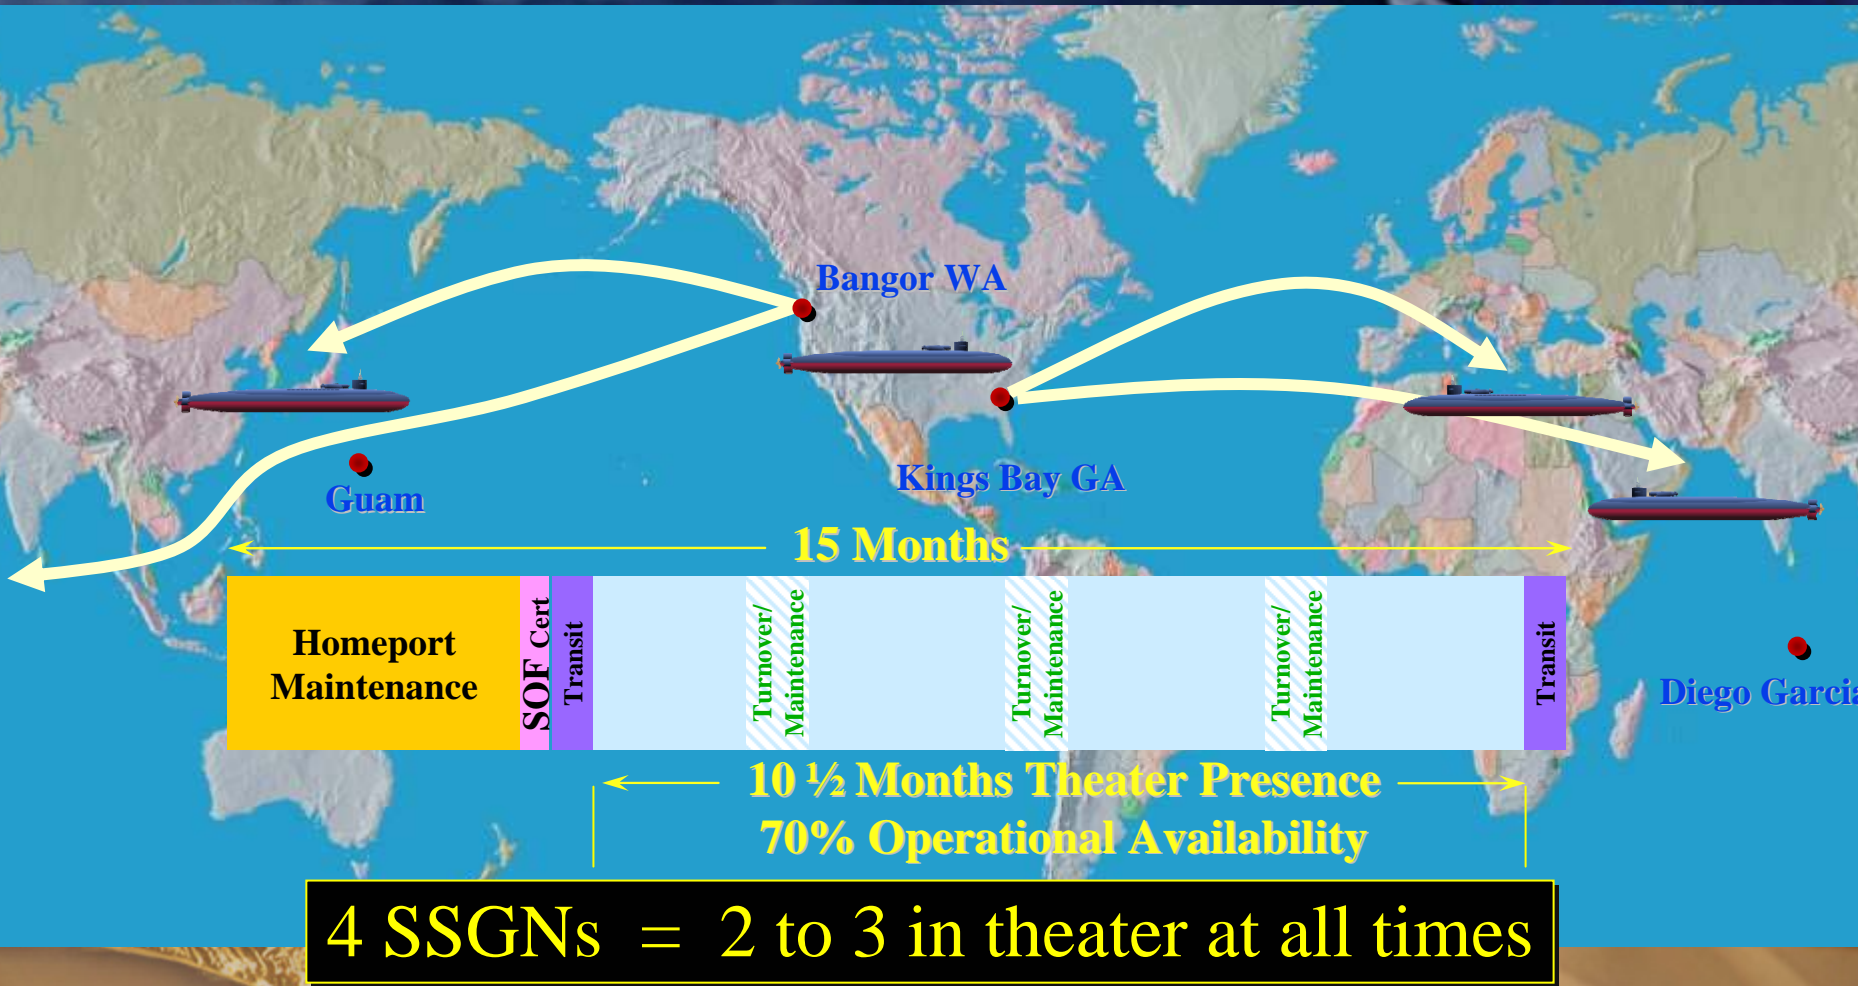 Bangor WA
Kings Bay GA
Guam
15 Months
Homeport
Maintenance
SOF Cert
Transit
Turnover/
Maintenance
Turnover/
Maintenance
Turnover/
Maintenance
Transit
Diego Garcia
10 ½ Months Theater Presence
70% Operational Availability
4 SSGNs = 2 to 3 in theater at all times